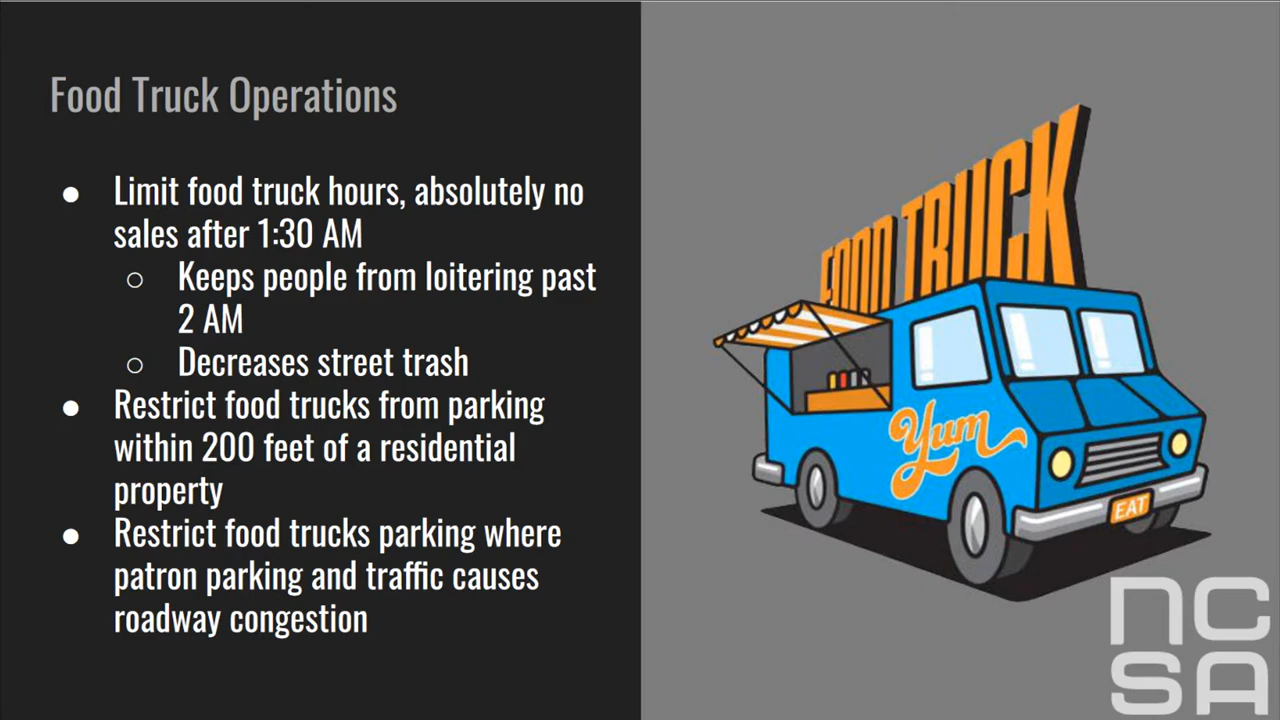 Food Truck Operations
● Limit food truck hours, absolutely no
sales after 1:30 AM
○ Keeps people from loitering past
2 AM
○ Decreases street trash
● Restrict food trucks from parking
within 200 feet of a residential
property
● Restrict food trucks parking where
patron parking and traffic causes
roadway congestion
FOOD TRUCK
Yum
EAT
NC
SA